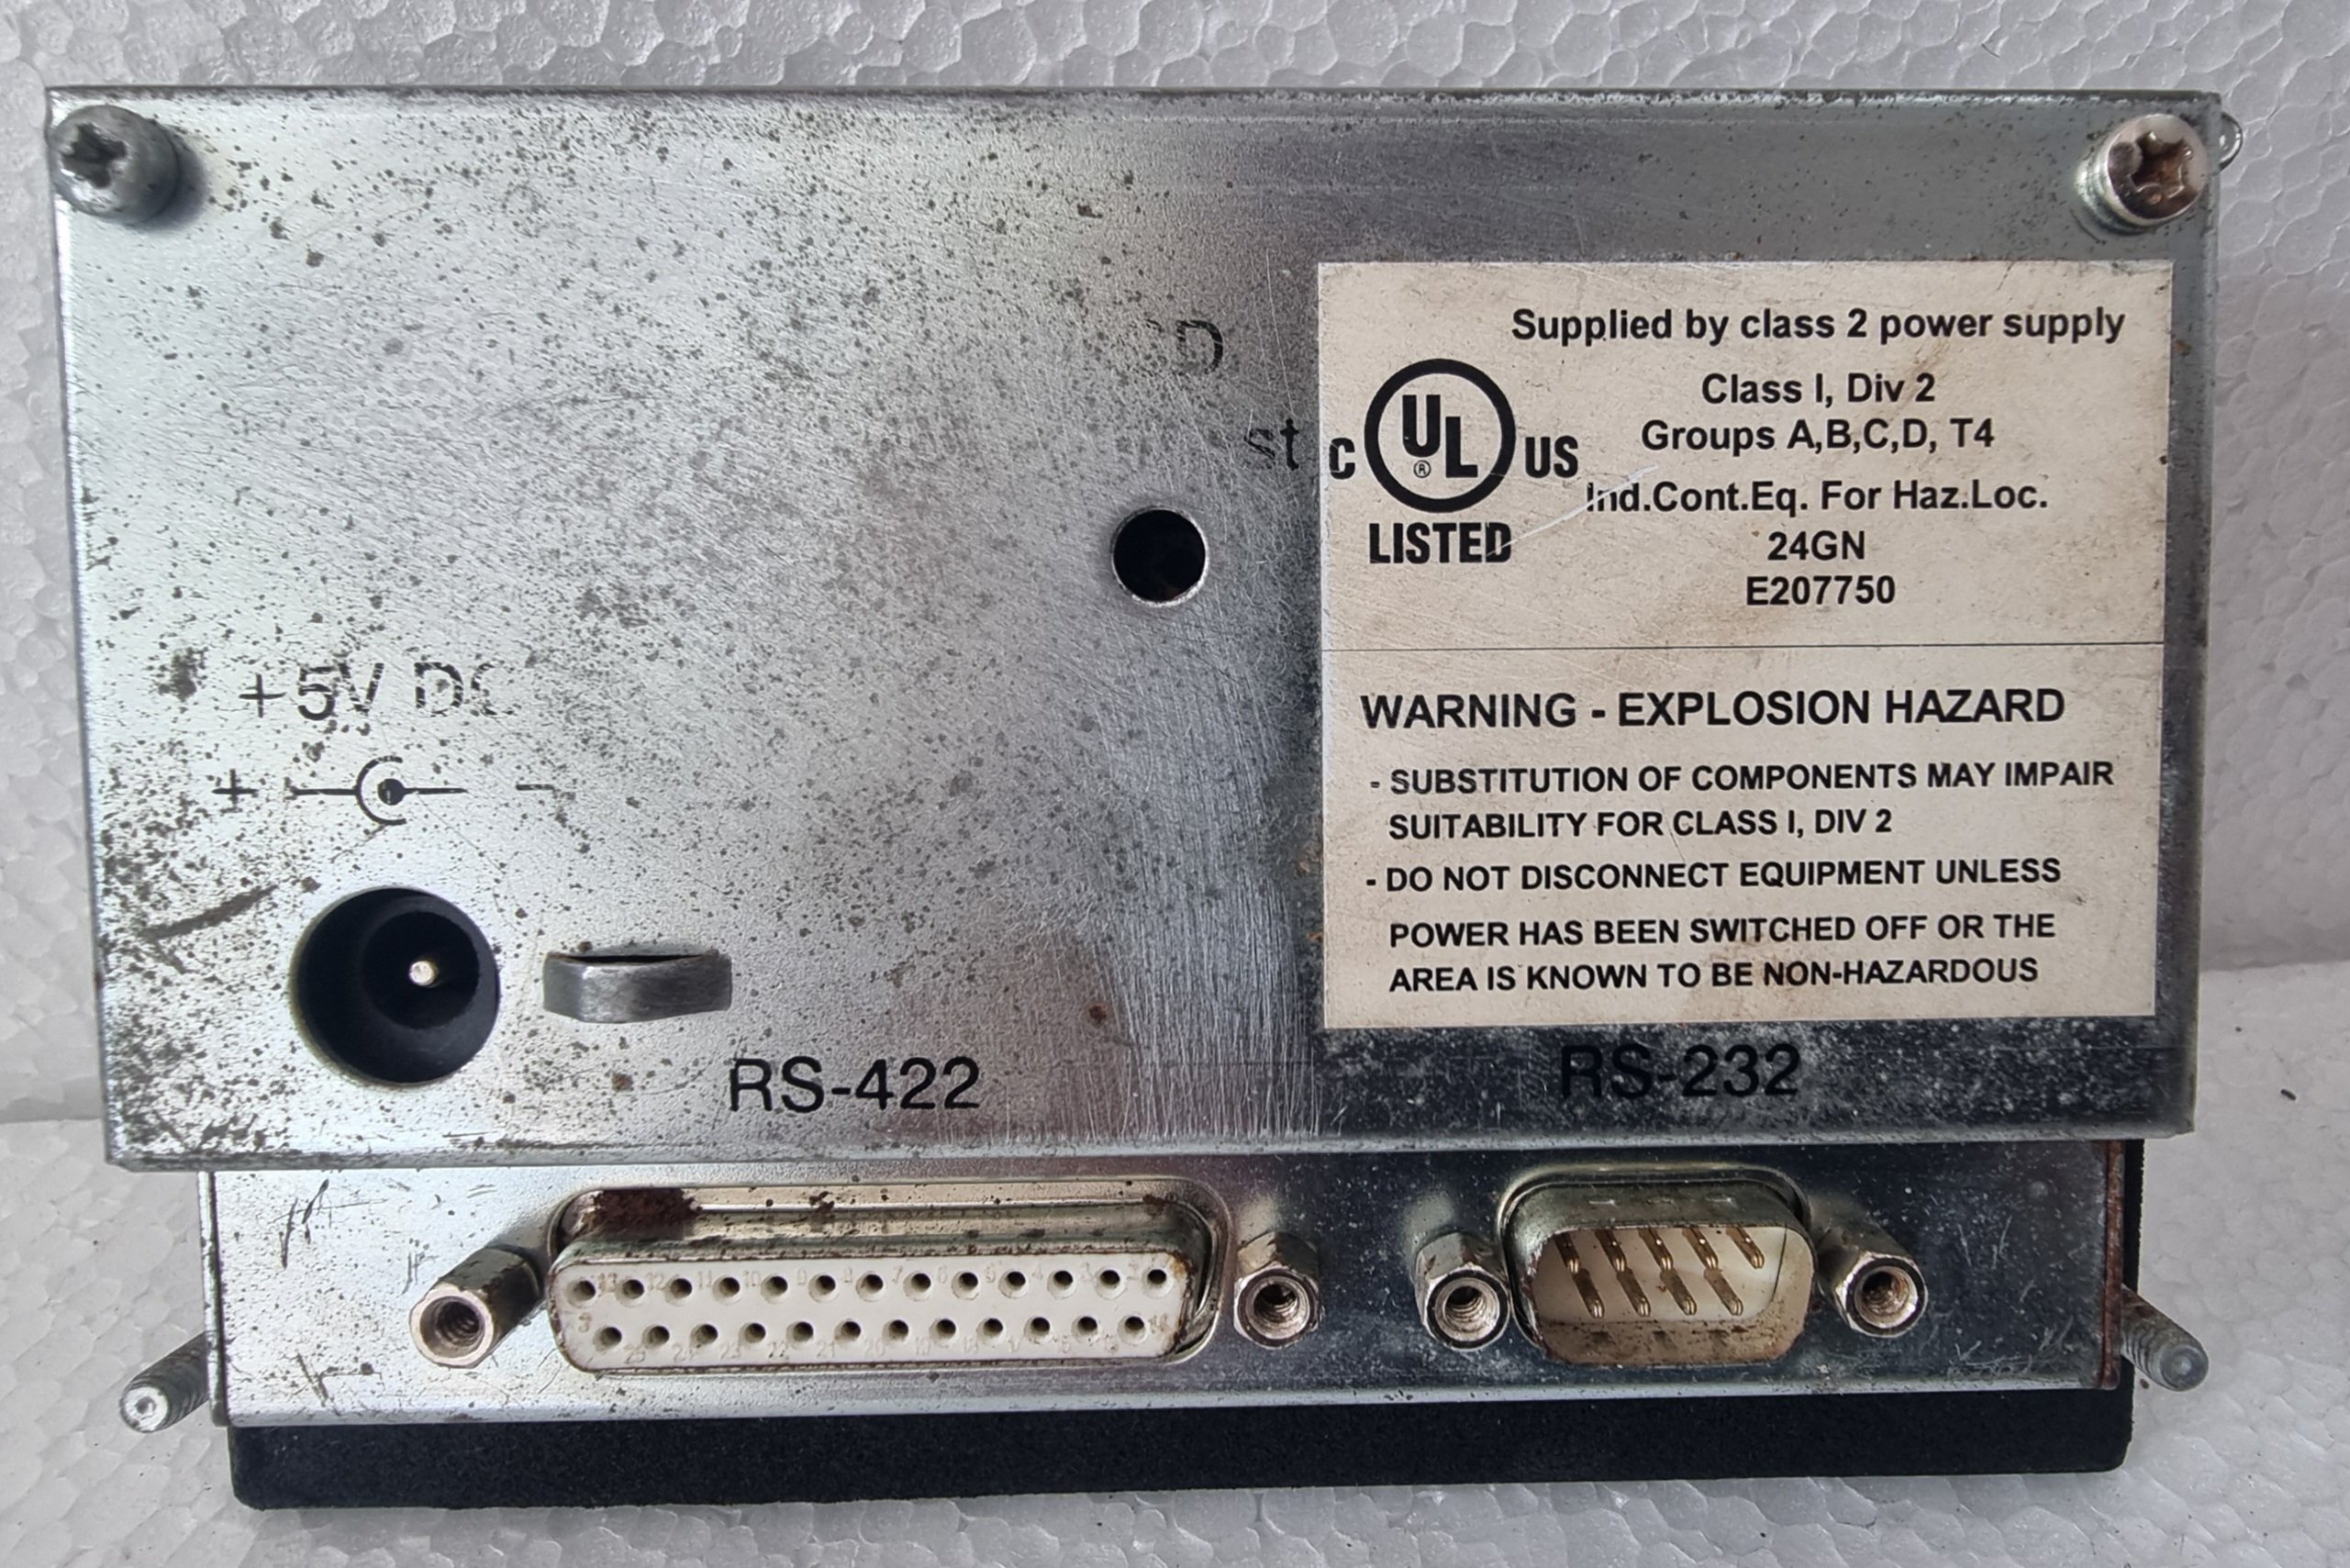 D
st
+5V DC
+ -
RS-422
RS-232
Supplied by class 2 power supply
Class I, Div 2
Groups A,B,C,D, T4
Ind.Cont.Eq. For Haz.Loc.
24GN
E207750
C UL ® US
LISTED
WARNING - EXPLOSION HAZARD
- SUBSTITUTION OF COMPONENTS MAY IMPAIR
SUITABILITY FOR CLASS I, DIV 2
- DO NOT DISCONNECT EQUIPMENT UNLESS
POWER HAS BEEN SWITCHED OFF OR THE
AREA IS KNOWN TO BE NON-HAZARDOUS